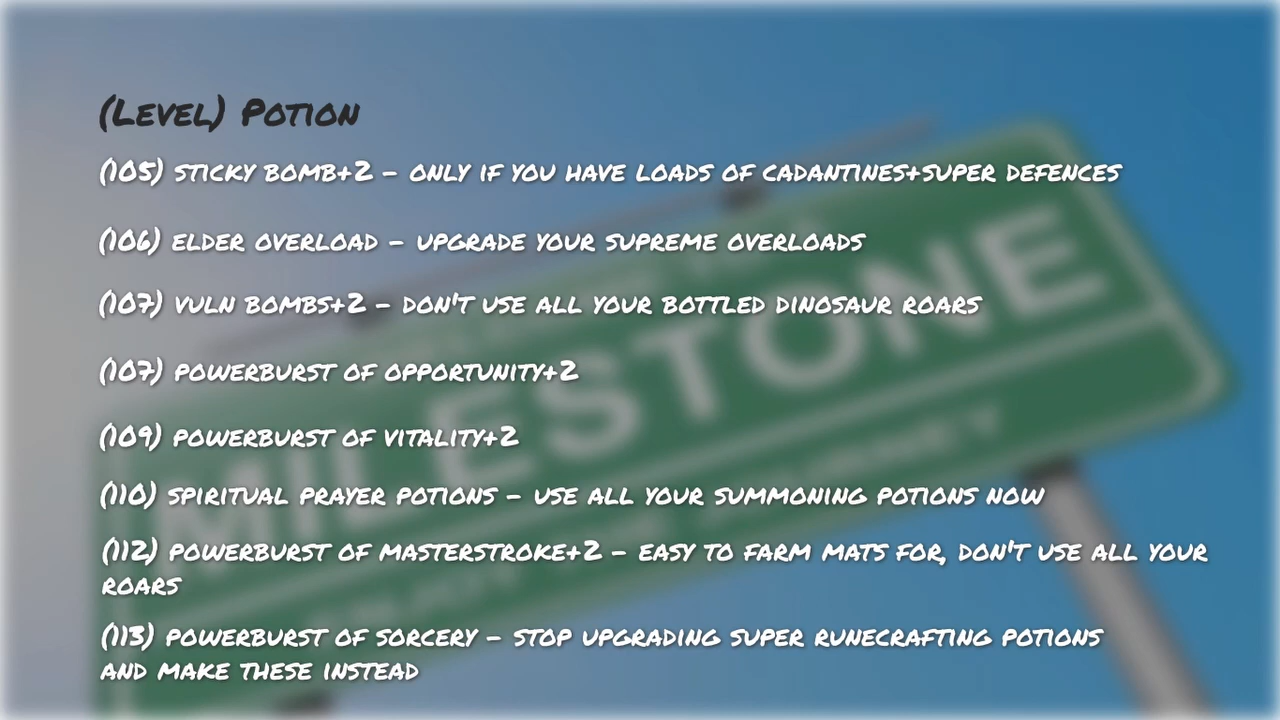 (Level) Potion
(105) sticky bomb+2 – only if you have loads of cadantines+super defences
(106) elder overload – upgrade your supreme overloads
(107) vuln bombs+2 – don't use all your bottled dinosaur roars
(107) powerburst of opportunity+2
(109) powerburst of vitality+2
(110) spiritual prayer potions – use all your summoning potions now
(112) powerburst of masterstroke+2 – easy to farm mats for, don't use all your
roars
(113) powerburst of sorcery – stop upgrading super runecrafting potions
and make these instead
MILESTONE